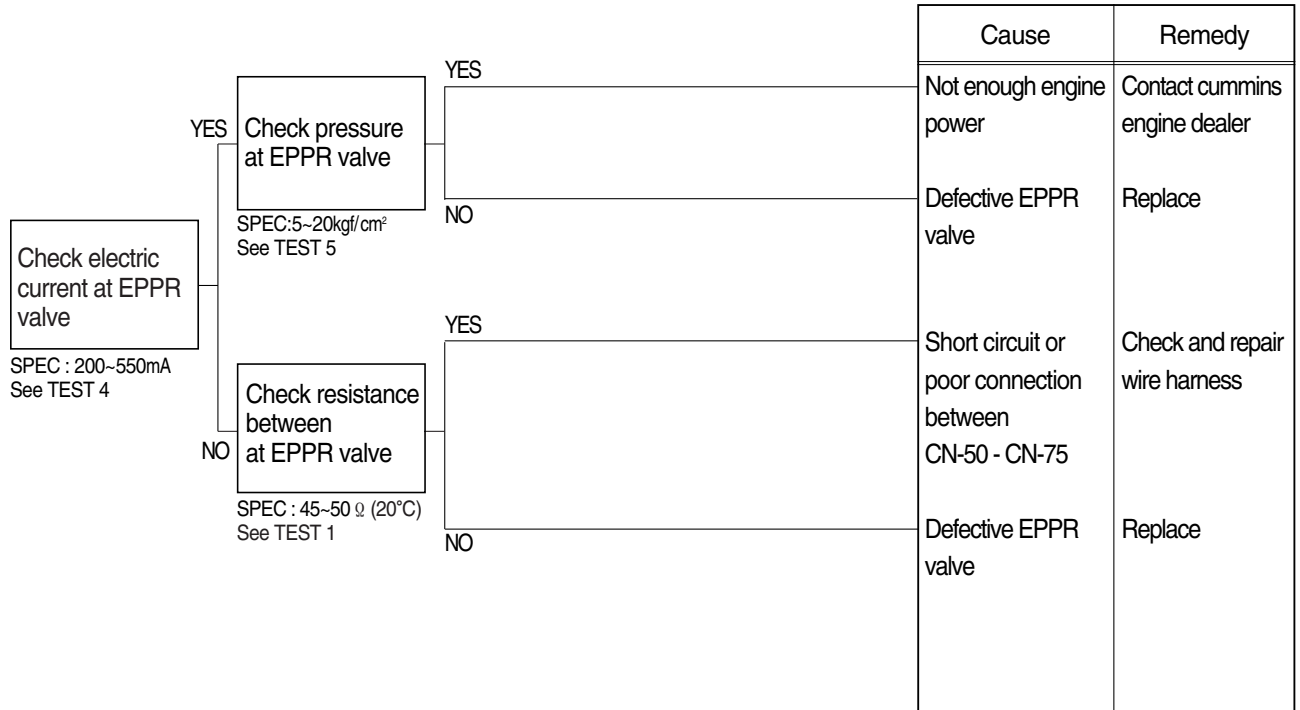 Cause
Remedy
YES
Not enough engine
power
Contact cummins
engine dealer
YES
Check pressure
at EPPR valve
SPEC:5~20kgf/cm²
See TEST 5
NO
Defective EPPR
valve
Replace
Check electric
current at EPPR
valve
SPEC : 200~550mA
See TEST 4
YES
Short circuit or
poor connection
between
CN-50 - CN-75
Check and repair
wire harness
NO
Check resistance
between
at EPPR valve
SPEC : 45~50 Ω (20°C)
See TEST 1
NO
Defective EPPR
valve
Replace